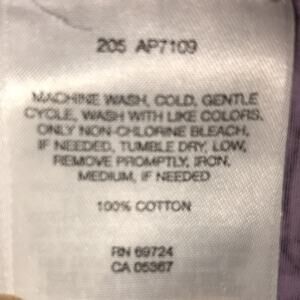 205 AP7109
MACHINE WASH, COLD, GENTLE
CYCLE, WASH WITH LIKE COLORS,
ONLY NON-CHLORINE BLEACH,
IF NEEDED, TUMBLE DRY, LOW,
REMOVE PROMPTLY, IRON,
MEDIUM, IF NEEDED
100% COTTON
RN 69724
CA 05367